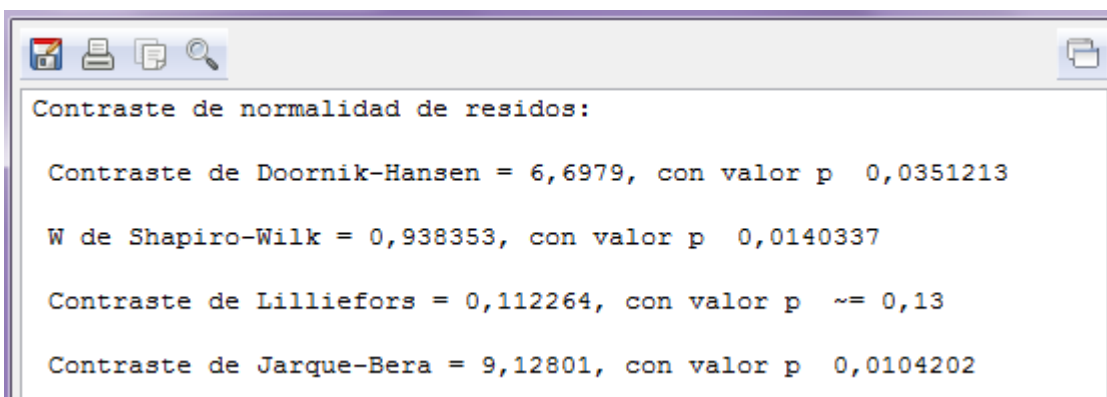 Contraste de normalidad de residos:
Contraste de Doornik-Hansen = 6,6979, con valor p 0,0351213
W de Shapiro-Wilk = 0,938353, con valor p 0,0140337
Contraste de Lilliefors = 0,112264, con valor p ~= 0,13
Contraste de Jarque-Bera = 9,12801, con valor p 0,0104202